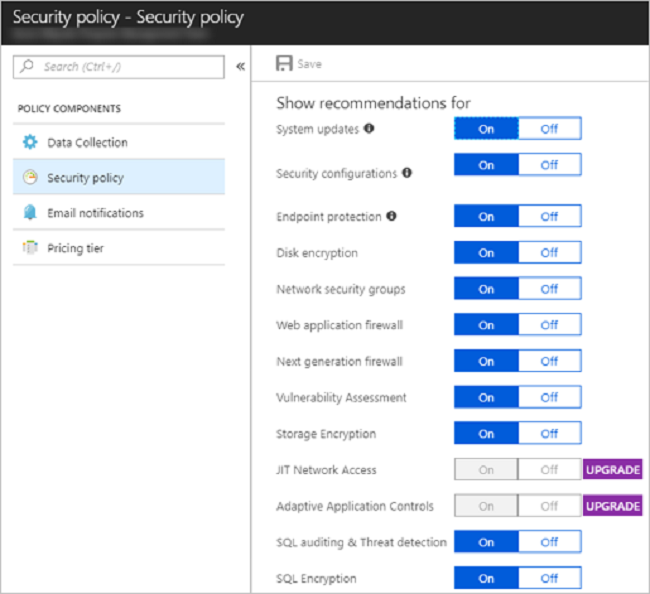 Security policy - Security policy
Search (Ctrl+/)
«
Save
POLICY COMPONENTS
Data Collection
Security policy
Email notifications
Pricing tier
Show recommendations for
System updates On Off
Security configurations On Off
Endpoint protection On Off
Disk encryption On Off
Network security groups On Off
Web application firewall On Off
Next generation firewall On Off
Vulnerability Assessment On Off
Storage Encryption On Off
JIT Network Access On Off UPGRADE
Adaptive Application Controls On Off UPGRADE
SQL auditing & Threat detection On Off
SQL Encryption On Off